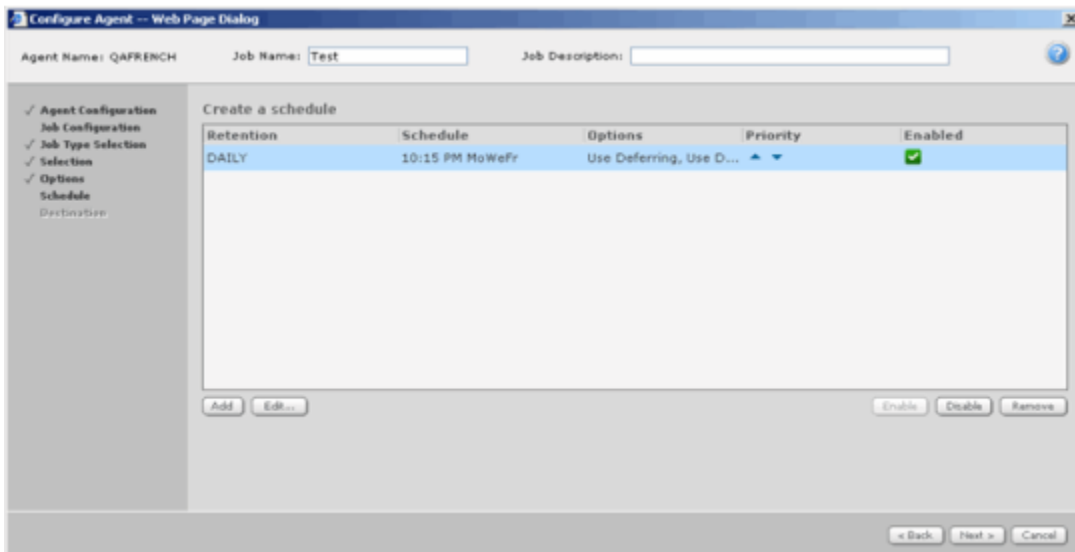 Configure Agent -- Web Page Dialog
Agent Name: QAFRENCH Job Name: Test Job Description:
✓ Agent Configuration
Job Configuration
✓ Job Type Selection
✓ Selection
✓ Options
Schedule
Destination
Create a schedule
Retention Schedule Options Priority Enabled
DAILY 10:15 PM MoWeFr Use Deferring, Use D...
Add Edit... Enable Disable Remove
< Back Next > Cancel